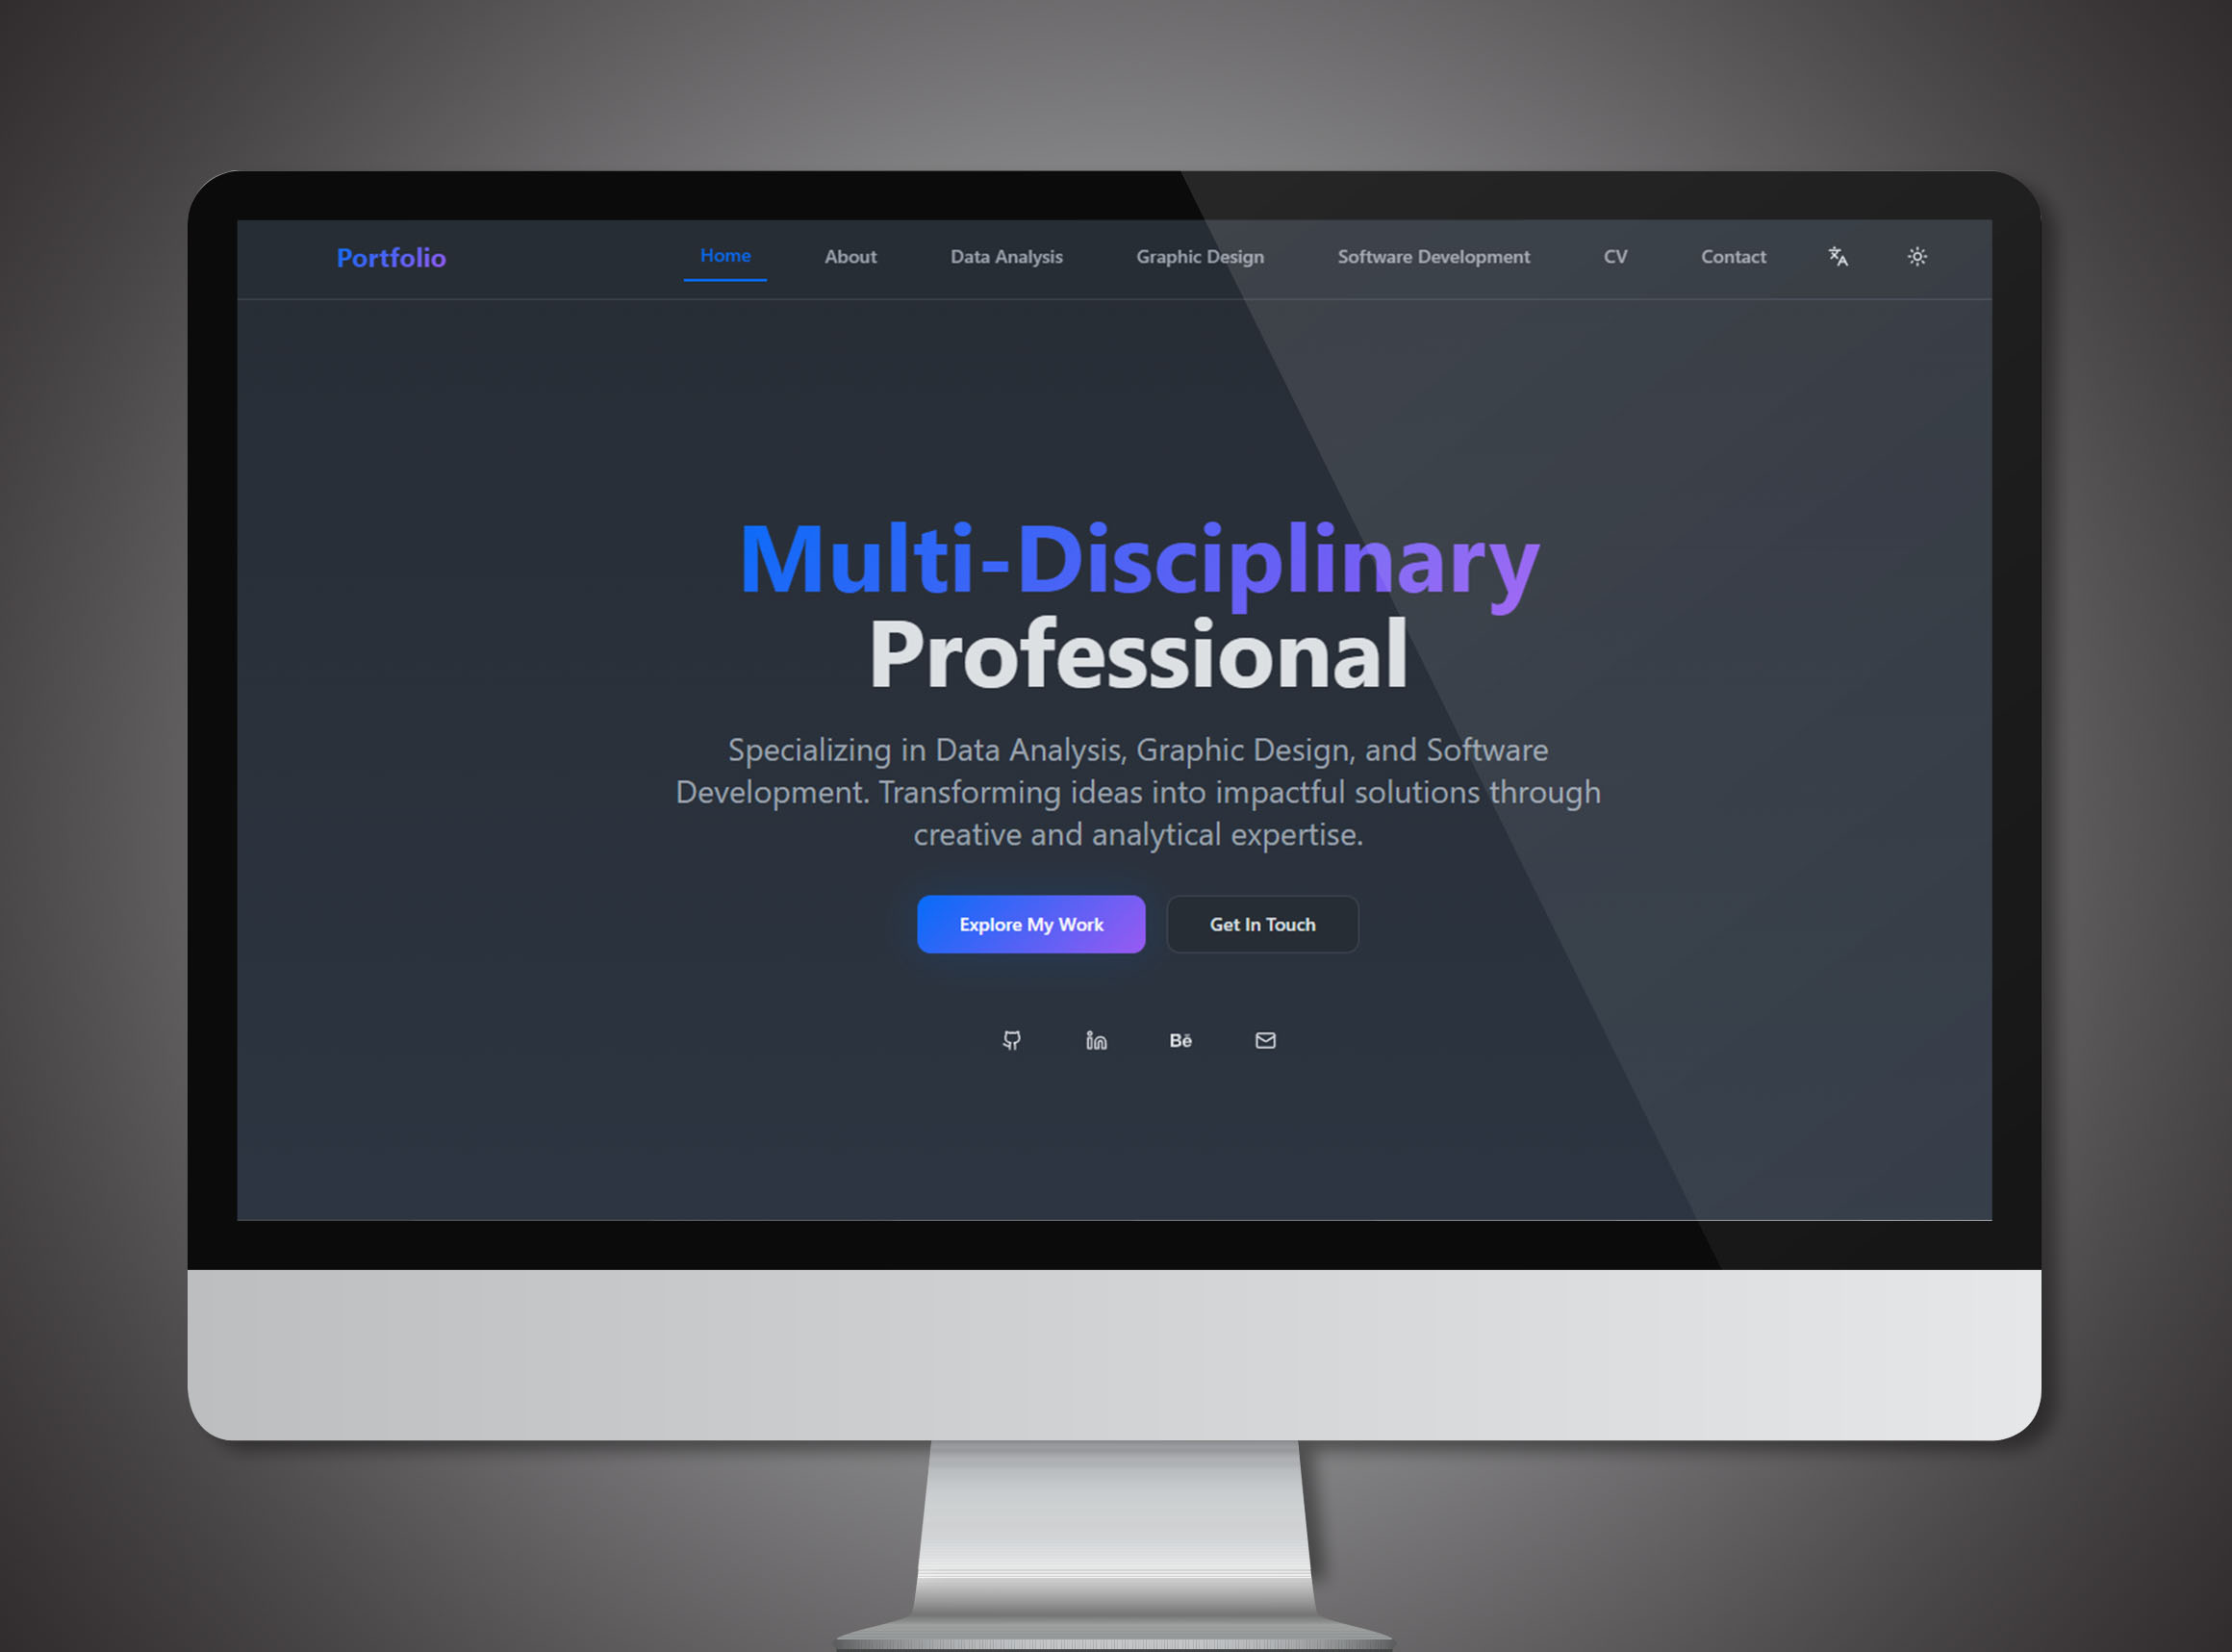 Portfolio Home About Data Analysis Graphic Design Software Development CV Contact
Multi-Disciplinary
Professional
Specializing in Data Analysis, Graphic Design, and Software
Development. Transforming ideas into impactful solutions through
creative and analytical expertise.
Explore My Work Get In Touch
Bē